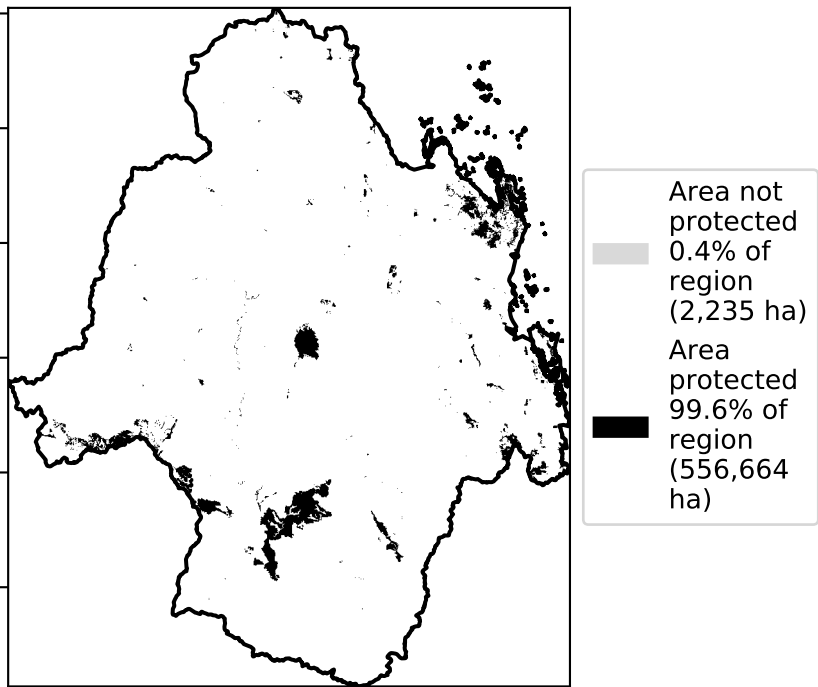 Area not
protected
0.4% of
region
(2,235 ha)
Area
protected
99.6% of
region
(556,664
ha)